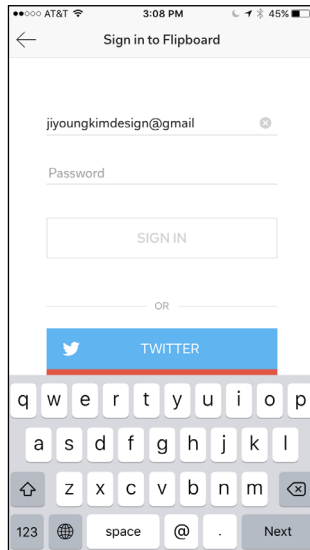 AT&T 3:08 PM 45%
Sign in to Flipboard
jiyoungkimdesign@gmail
Password
SIGN IN
OR
TWITTER
q w e r t y u i o p
a s d f g h j k l
z x c v b n m
123 space @ . Next